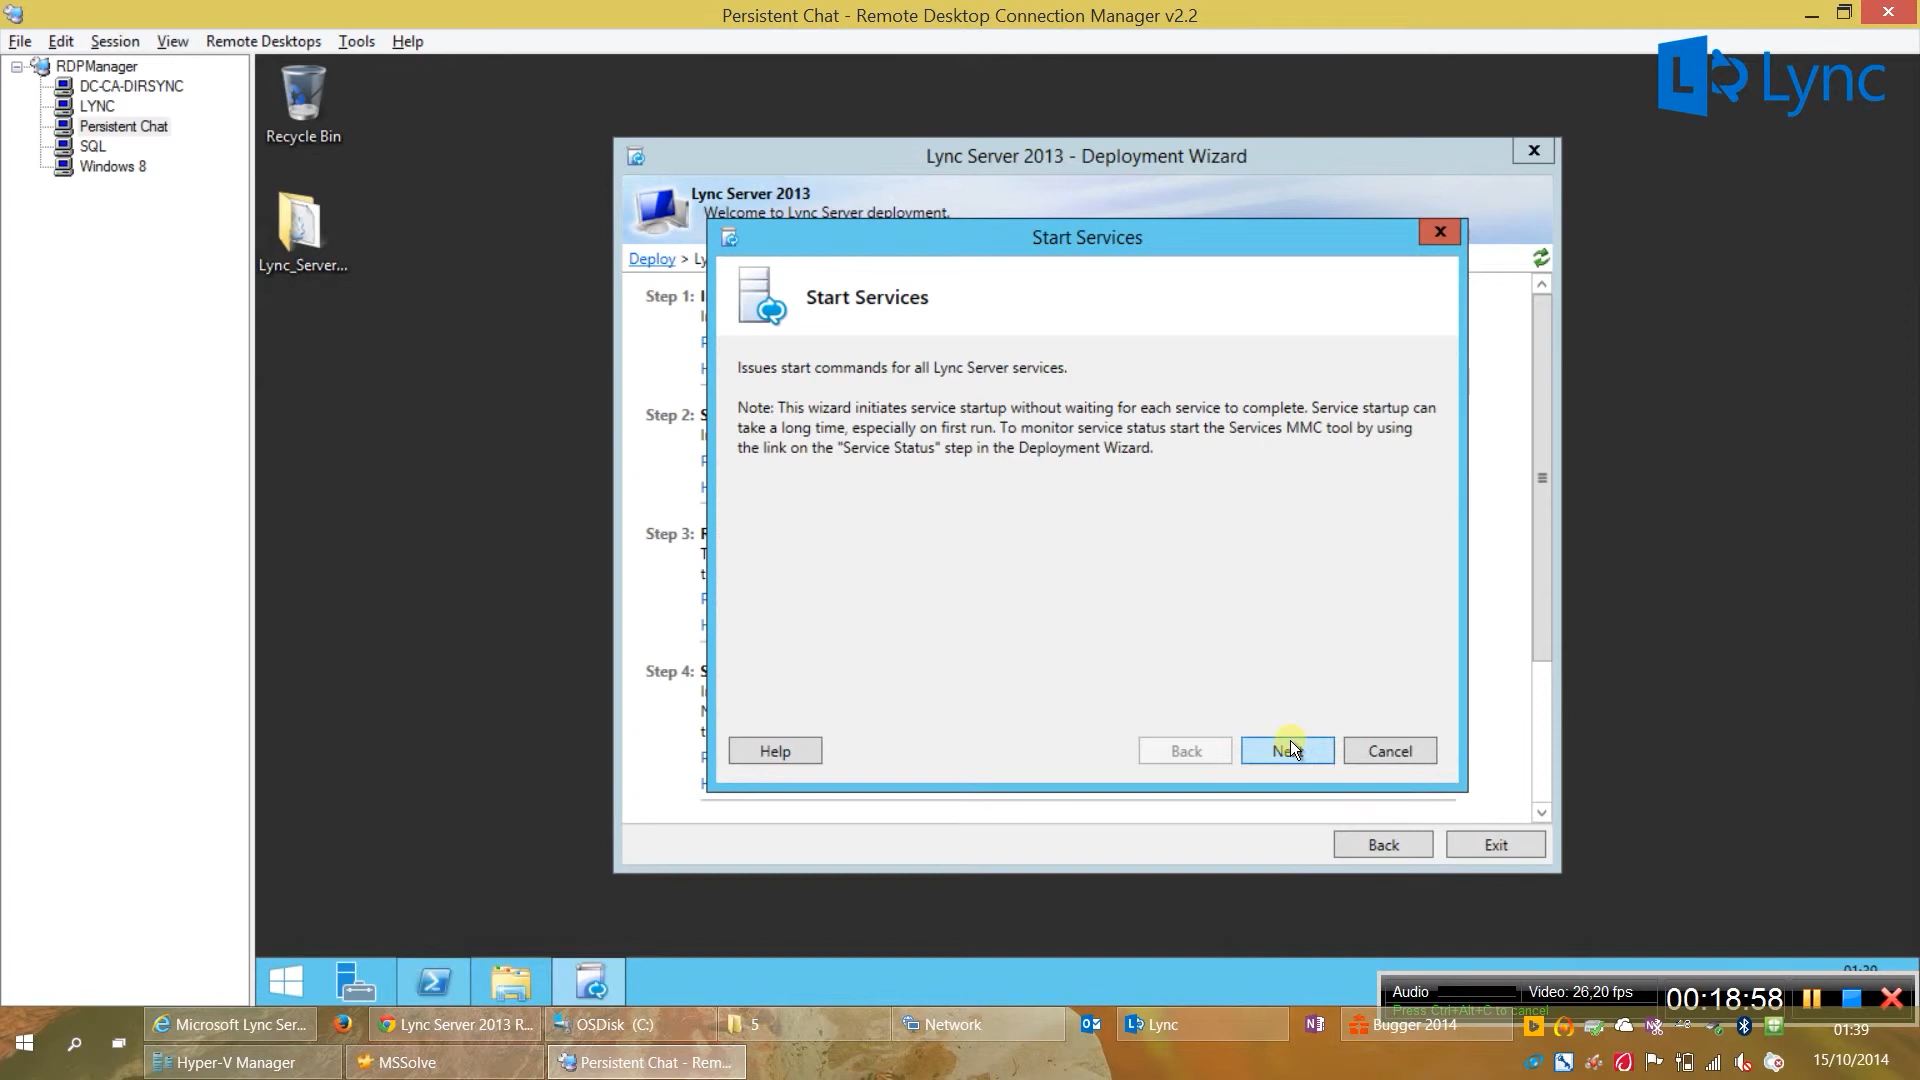 Persistent Chat - Remote Desktop Connection Manager v2.2
File Edit Session View Remote Desktops Tools Help
RDPManager
DC-CA-DIRSYNC
LYNC
Persistent Chat
SQL
Windows 8
Recycle Bin
Lync_Server...
Lync
Lync Server 2013 - Deployment Wizard
Lync Server 2013
Welcome to Lync Server deployment.
Deploy > Ly
Step 1:
Step 2:
Step 3:
Step 4:
Start Services
Start Services
Issues start commands for all Lync Server services.
Note: This wizard initiates service startup without waiting for each service to complete. Service startup can
take a long time, especially on first run. To monitor service status start the Services MMC tool by using
the link on the "Service Status" step in the Deployment Wizard.
Help Back Next Cancel
Back Exit
Audio Video: 26,20 fps 00:18:58
Press Ctrl+Alt+C to cancel
Microsoft Lync Ser... Lync Server 2013 R... OSDisk (C:) 5 Network Lync Bugger 2014
01:39
Hyper-V Manager MSSolve Persistent Chat - Rem...
15/10/2014